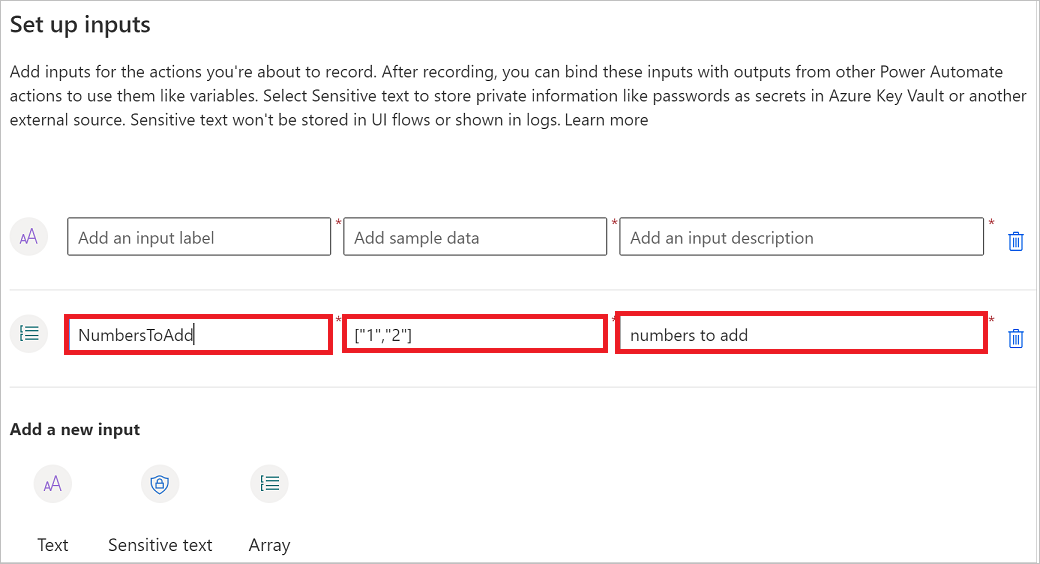 Set up inputs
Add inputs for the actions you're about to record. After recording, you can bind these inputs with outputs from other Power Automate
actions to use them like variables. Select Sensitive text to store private information like passwords as secrets in Azure Key Vault or another
external source. Sensitive text won't be stored in UI flows or shown in logs. Learn more
AA Add an input label * Add sample data * Add an input description *
NumbersToAdd * ["1","2"] * numbers to add *
Add a new input
AA
Text Sensitive text Array